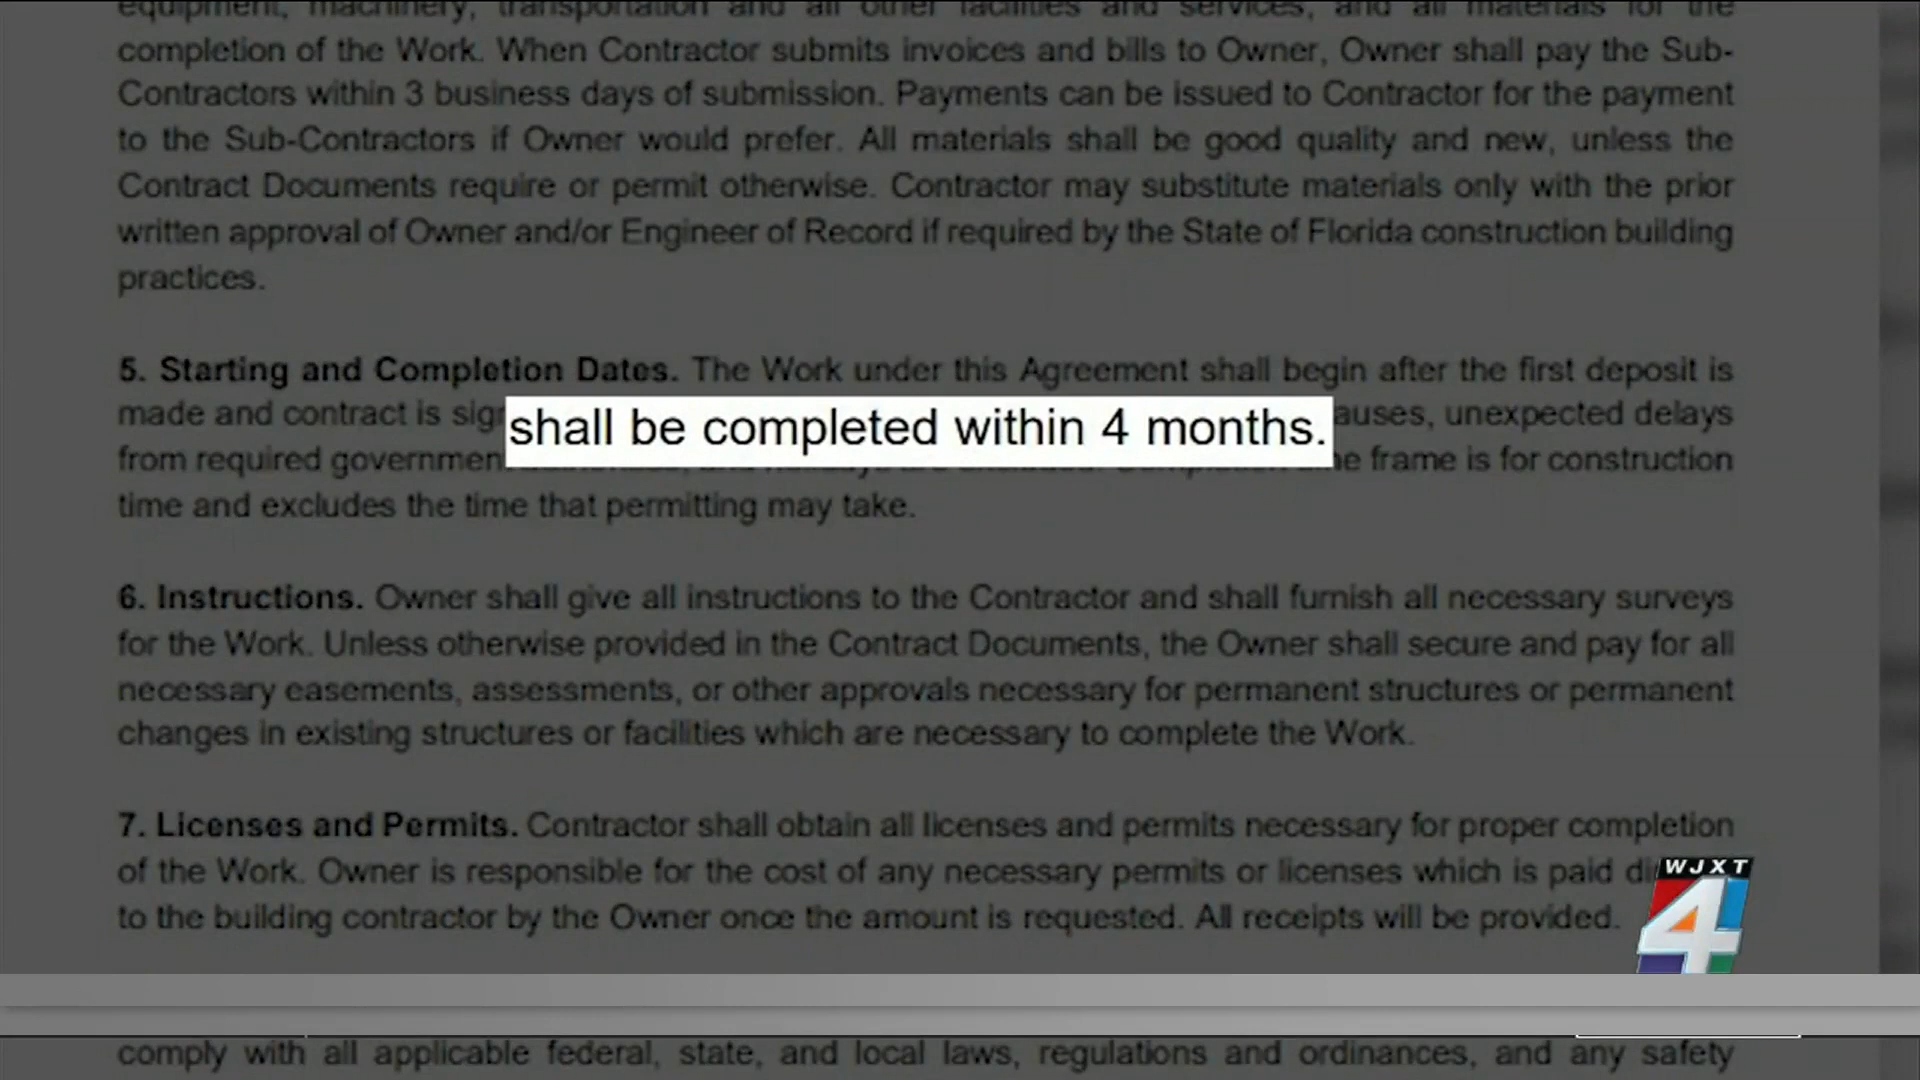 equipment, machinery, transportation and all other facilities and services, and all materials for the
completion of the Work. When Contractor submits invoices and bills to Owner, Owner shall pay the Sub-
Contractors within 3 business days of submission. Payments can be issued to Contractor for the payment
to the Sub-Contractors if Owner would prefer. All materials shall be good quality and new, unless the
Contract Documents require or permit otherwise. Contractor may substitute materials only with the prior
written approval of Owner and/or Engineer of Record if required by the State of Florida construction building
practices.
5. Starting and Completion Dates. The Work under this Agreement shall begin after the first deposit is
made and contract is sig auses, unexpected delays
shall be completed within 4 months.
from required governmen e frame is for construction
time and excludes the time that permitting may take.
6. Instructions. Owner shall give all instructions to the Contractor and shall furnish all necessary surveys
for the Work. Unless otherwise provided in the Contract Documents, the Owner shall secure and pay for all
necessary easements, assessments, or other approvals necessary for permanent structures or permanent
changes in existing structures or facilities which are necessary to complete the Work.
7. Licenses and Permits. Contractor shall obtain all licenses and permits necessary for proper completion
of the Work. Owner is responsible for the cost of any necessary permits or licenses which is paid di
to the building contractor by the Owner once the amount is requested. All receipts will be provided.
WJXT
4
comply with all applicable federal, state, and local laws, regulations and ordinances, and any safety